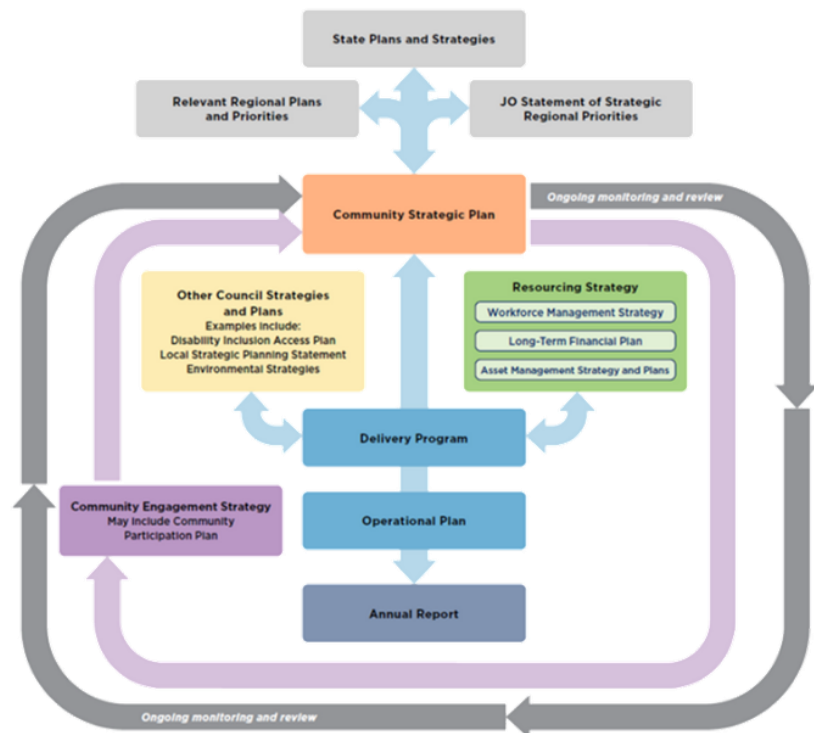 State Plans and Strategies
Relevant Regional Plans
and Priorities
JO Statement of Strategic
Regional Priorities
Community Strategic Plan
Ongoing monitoring and review
Other Council Strategies
and Plans
Examples include:
Disability Inclusion Access Plan
Local Strategic Planning Statement
Environmental Strategies
Resourcing Strategy
Workforce Management Strategy
Long-Term Financial Plan
Asset Management Strategy and Plans
Delivery Program
Community Engagement Strategy
May Include Community
Participation Plan
Operational Plan
Annual Report
Ongoing monitoring and review